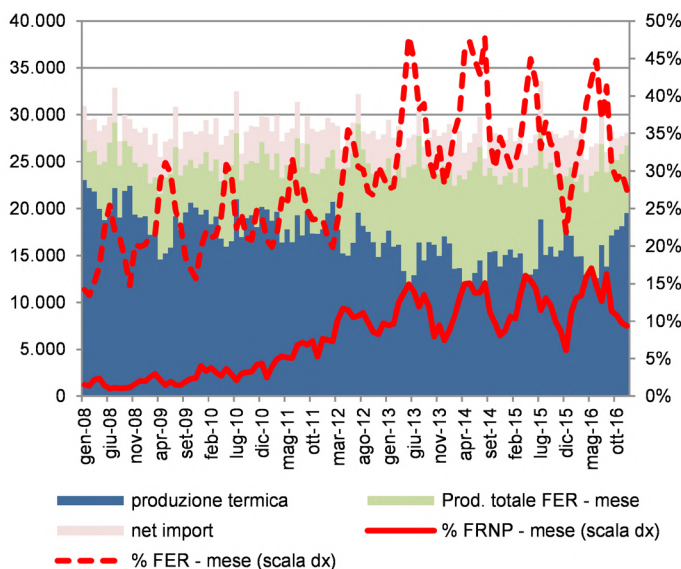 40.000
35.000
30.000
25.000
20.000
15.000
10.000
5.000
0
50%
45%
40%
35%
30%
25%
20%
15%
10%
5%
0%
gen-08
giu-08
nov-08
apr-09
set-09
feb-10
lug-10
dic-10
mag-11
ott-11
mar-12
ago-12
gen-13
giu-13
nov-13
apr-14
set-14
feb-15
lug-15
dic-15
mag-16
ott-16
produzione termica
Prod. totale FER - mese
net import
% FRNP - mese (scala dx)
% FER - mese (scala dx)